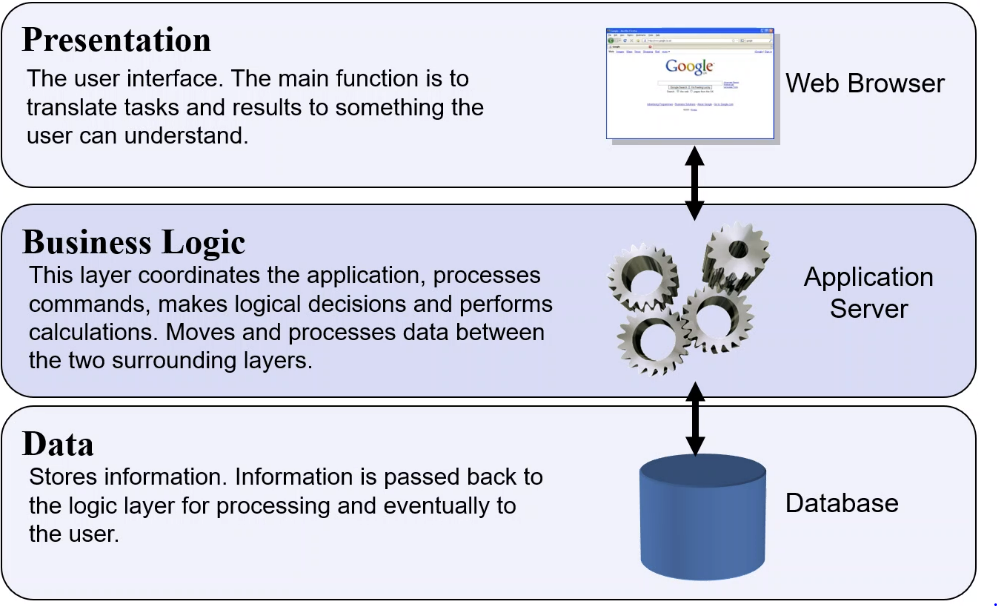 Presentation
The user interface. The main function is to
translate tasks and results to something the
user can understand.
Google
Web Browser
Business Logic
This layer coordinates the application, processes
commands, makes logical decisions and performs
calculations. Moves and processes data between
the two surrounding layers.
Application
Server
Data
Stores information. Information is passed back to
the logic layer for processing and eventually to
the user.
Database